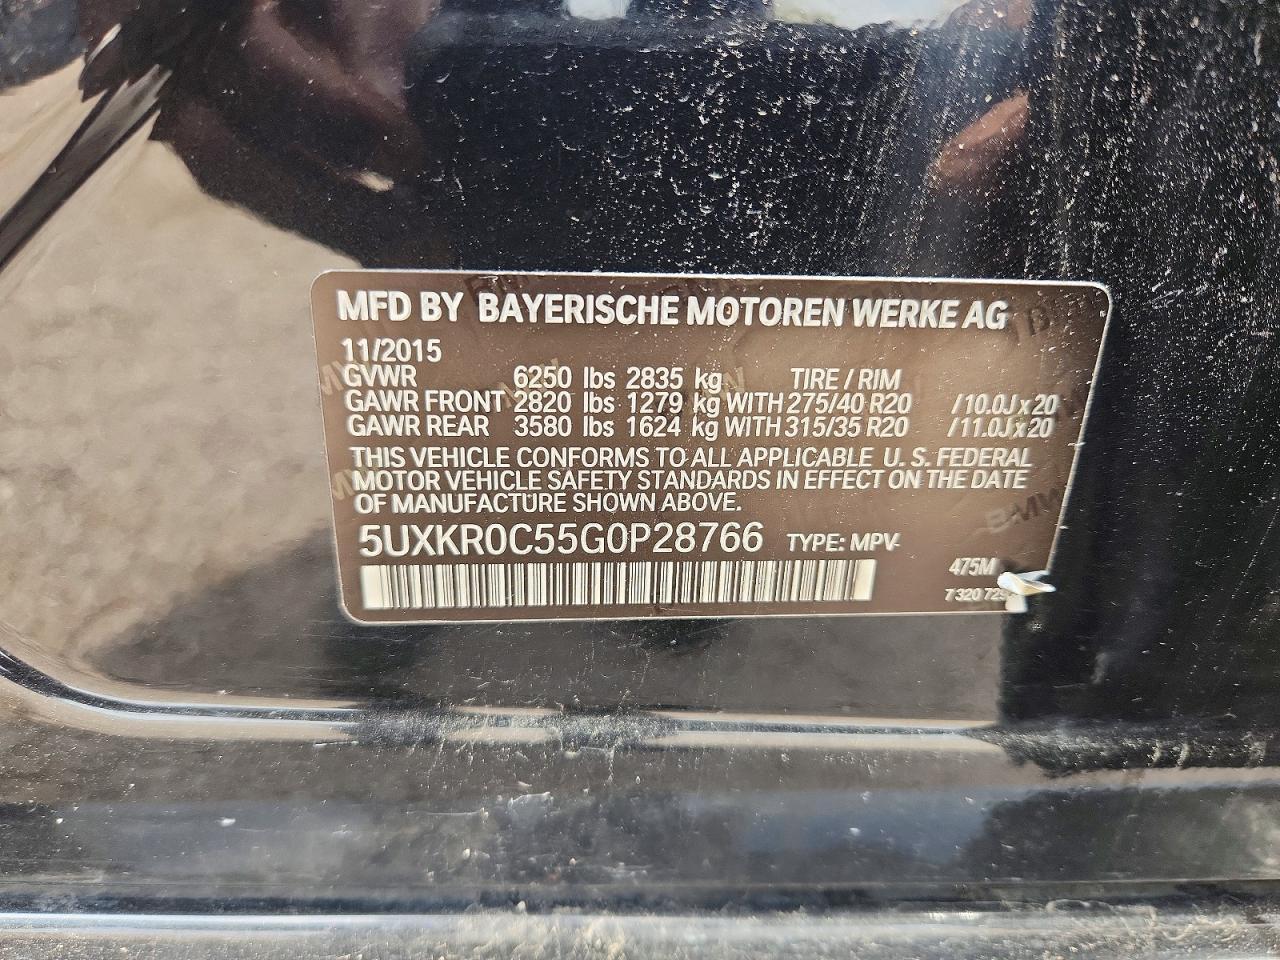 MFD BY BAYERISCHE MOTOREN WERKE AG
11/2015
GVWR 6250 lbs 2835 kg TIRE / RIM
GAWR FRONT 2820 lbs 1279 kg WITH 275/40 R20 / 10.0J x 20
GAWR REAR 3580 lbs 1624 kg WITH 315/35 R20 / 11.0J x 20
THIS VEHICLE CONFORMS TO ALL APPLICABLE U. S. FEDERAL
MOTOR VEHICLE SAFETY STANDARDS IN EFFECT ON THE DATE
OF MANUFACTURE SHOWN ABOVE.
5UXKR0C55G0P28766 TYPE: MPV
475M
7 320